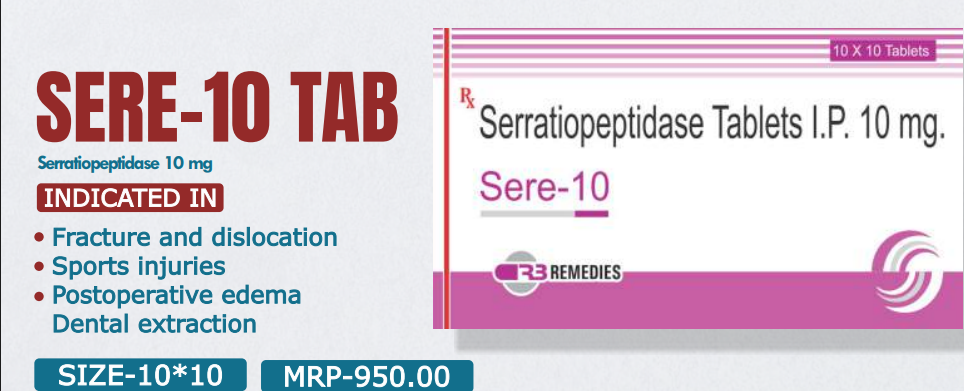 SERE-10 TAB
Serratiopeptidase 10 mg
INDICATED IN
• Fracture and dislocation
• Sports injuries
• Postoperative edema
Dental extraction
SIZE-10*10
MRP-950.00
10 X 10 Tablets
Rx
Serratiopeptidase Tablets I.P. 10 mg.
Sere-10
RB REMEDIES